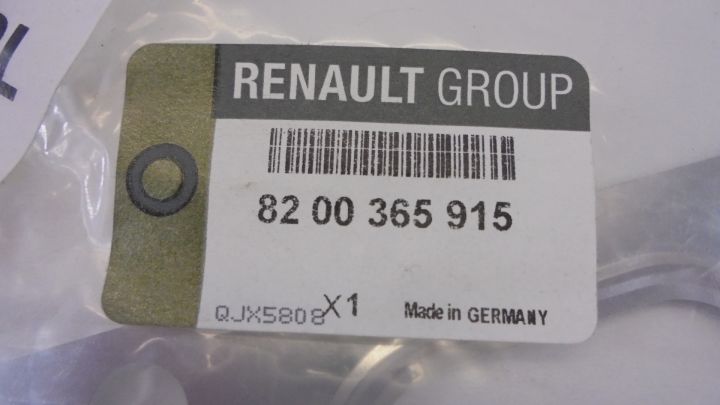 RENAULT GROUP
82 00 365 915
QJX5808 X1 Made in GERMANY